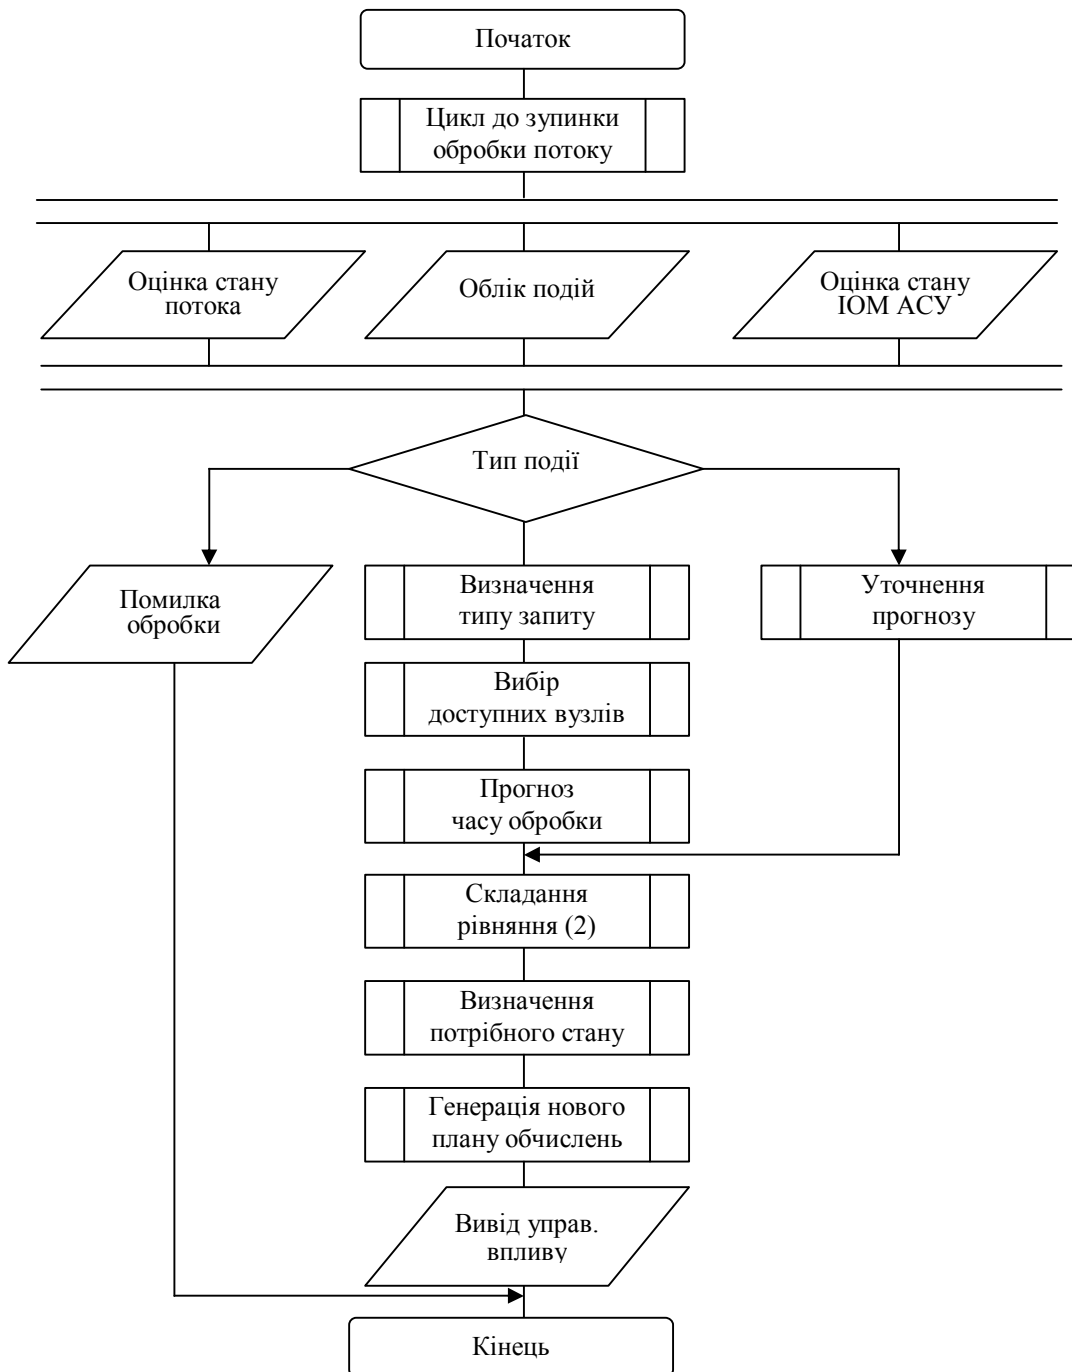 Початок
Цикл до зупинки
обробки потоку
Оцінка стану
потока
Облік подій
Оцінка стану
ІОМ АСУ
Тип події
Помилка
обробки
Визначення
типу запиту
Уточнення
прогнозу
Вибір
доступних вузлів
Прогноз
часу обробки
Складання
рівняння (2)
Визначення
потрібного стану
Генерація нового
плану обчислень
Вивід управ.
впливу
Кінець